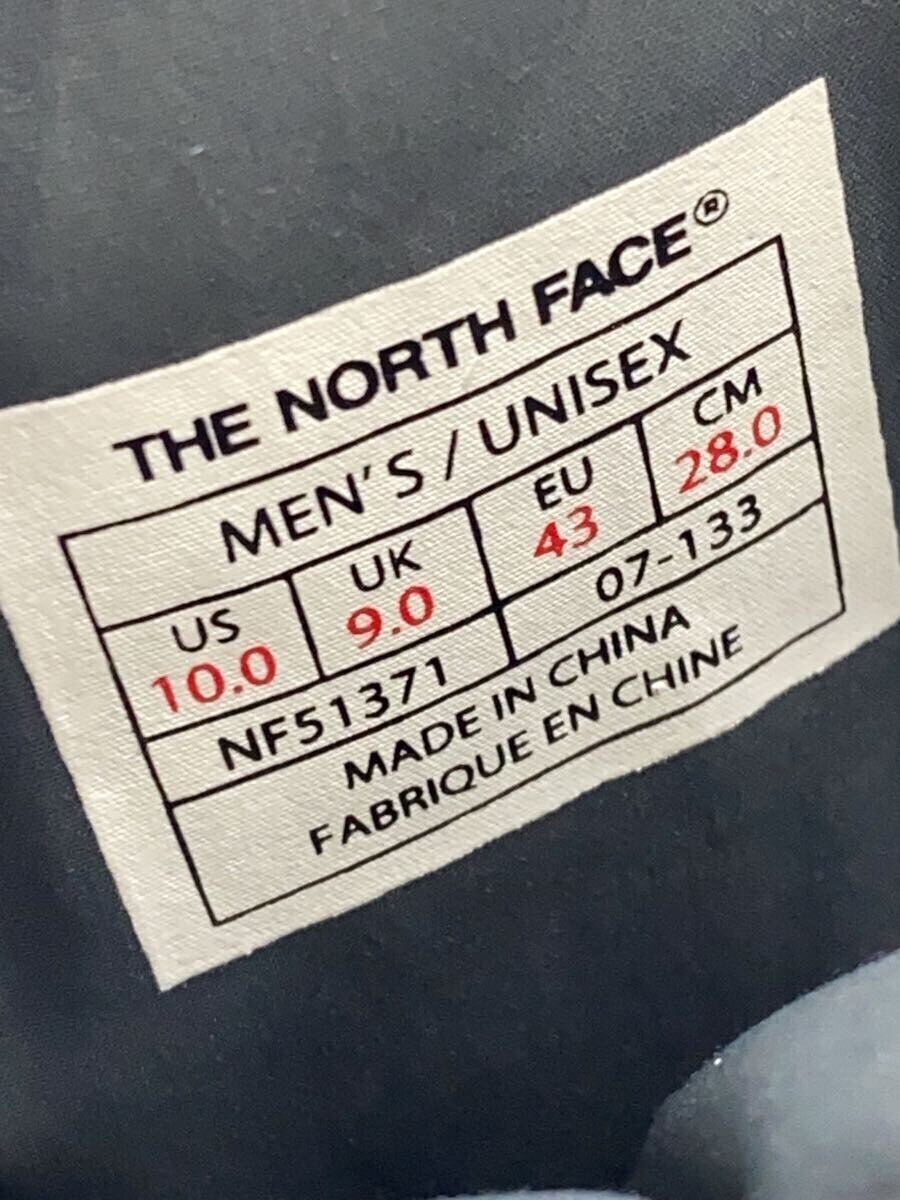 THE NORTH FACE®
MEN'S / UNISEX
US UK EU CM
10.0 9.0 43 28.0
NF51371 07-133
MADE IN CHINA
FABRIQUE EN CHINE